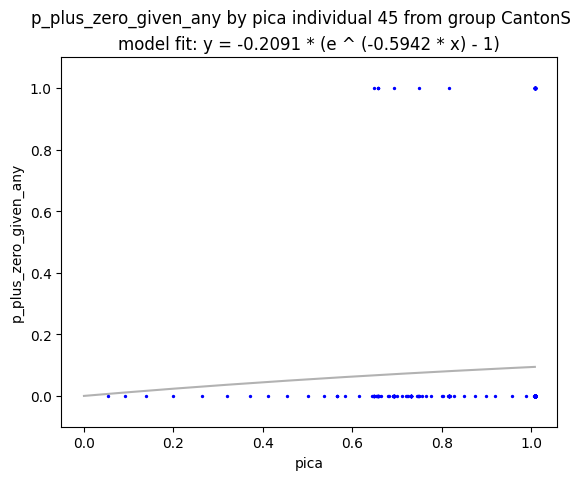 p_plus_zero_given_any by pica individual 45 from group CantonS
model fit: y = -0.2091 * (e ^ (-0.5942 * x) - 1)
1.0
0.8
0.6
0.4
0.2
0.0
p_plus_zero_given_any
0.0 0.2 0.4 0.6 0.8 1.0
pica